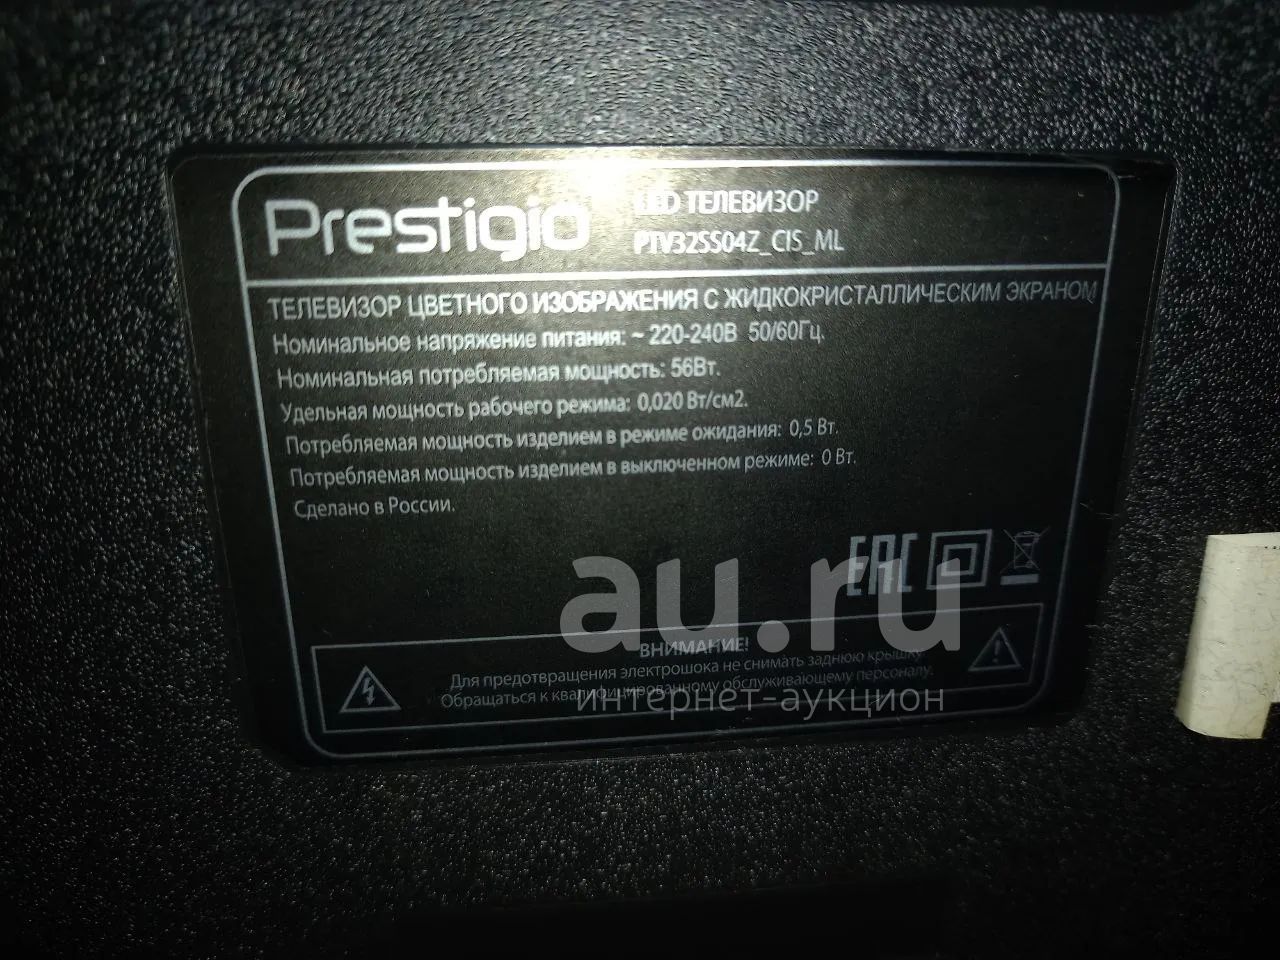 Prestigio
LED ТЕЛЕВИЗОР
PTV32SS04Z_CIS_ML
ТЕЛЕВИЗОР ЦВЕТНОГО ИЗОБРАЖЕНИЯ С ЖИДКОКРИСТАЛЛИЧЕСКИМ ЭКРАНОМ
Номинальное напряжение питания: ~ 220-240В 50/60Гц.
Номинальная потребляемая мощность: 56Вт.
Удельная мощность рабочего режима: 0,020 Вт/см2.
Потребляемая мощность изделием в режиме ожидания: 0,5 Вт.
Потребляемая мощность изделием в выключенном режиме: 0 Вт.
Сделано в России.
EAC
au.ru
ВНИМАНИЕ!
Для предотвращения электрошока не снимать заднюю крышку.
Обращаться к квалифицированному обслуживающему персоналу.
интернет-аукцион